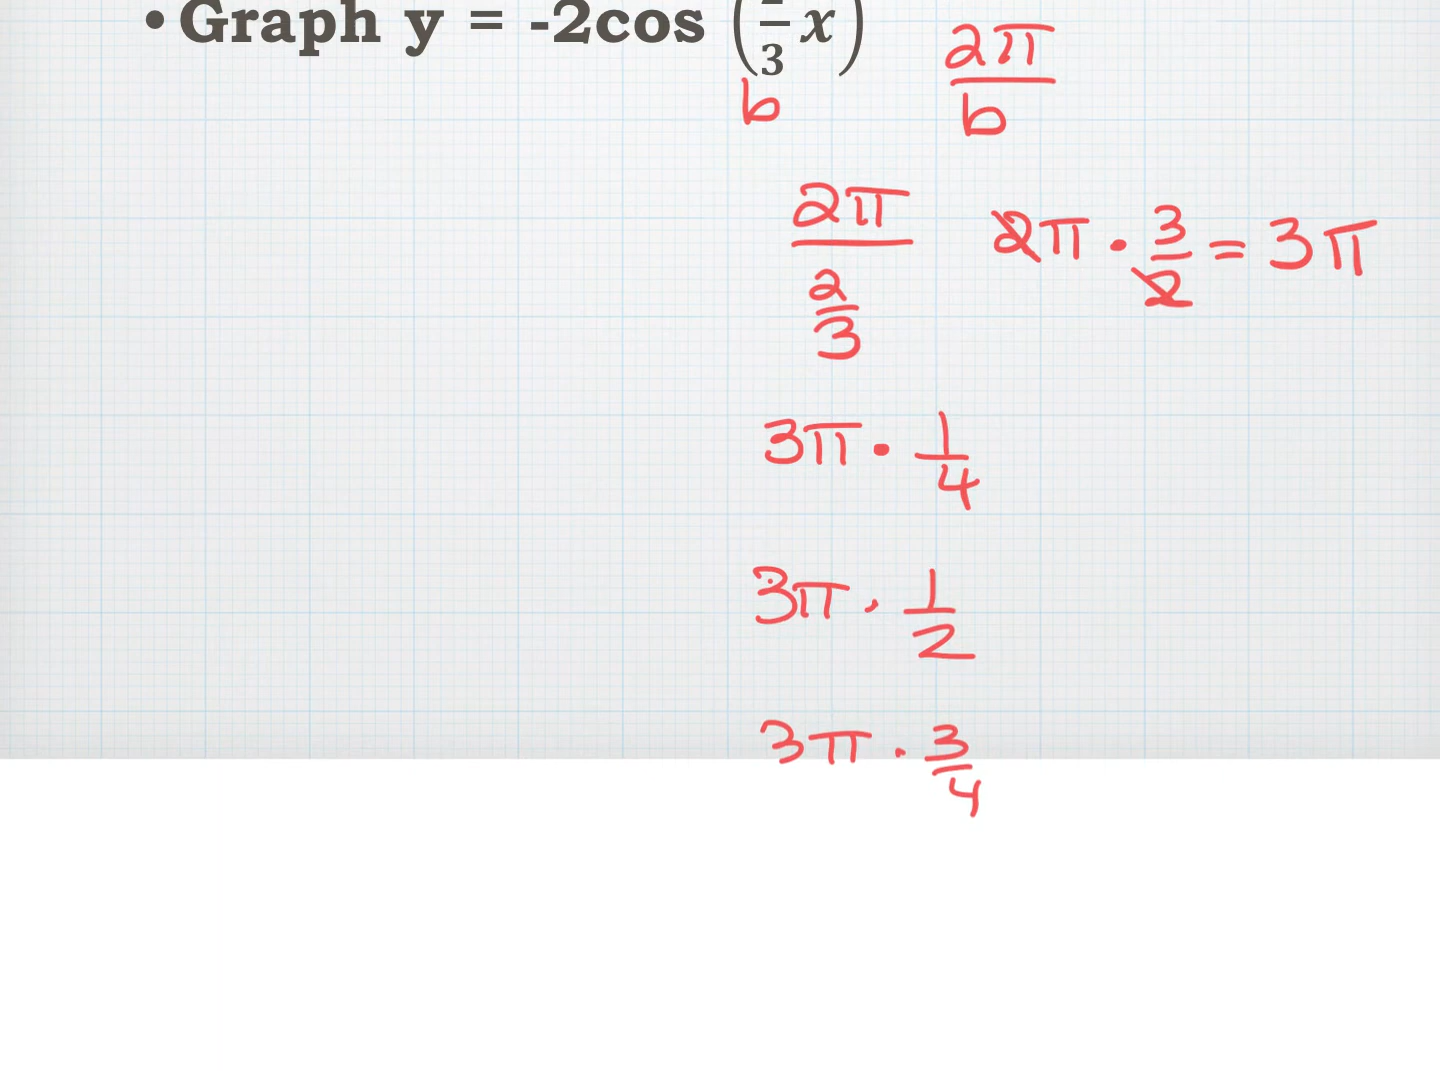 • Graph y = -2cos (2/3 x)
b
2π/b
2π/(2/3) 2π · 3/2 = 3π
3π · 1/4
3π · 1/2
3π · 3/4